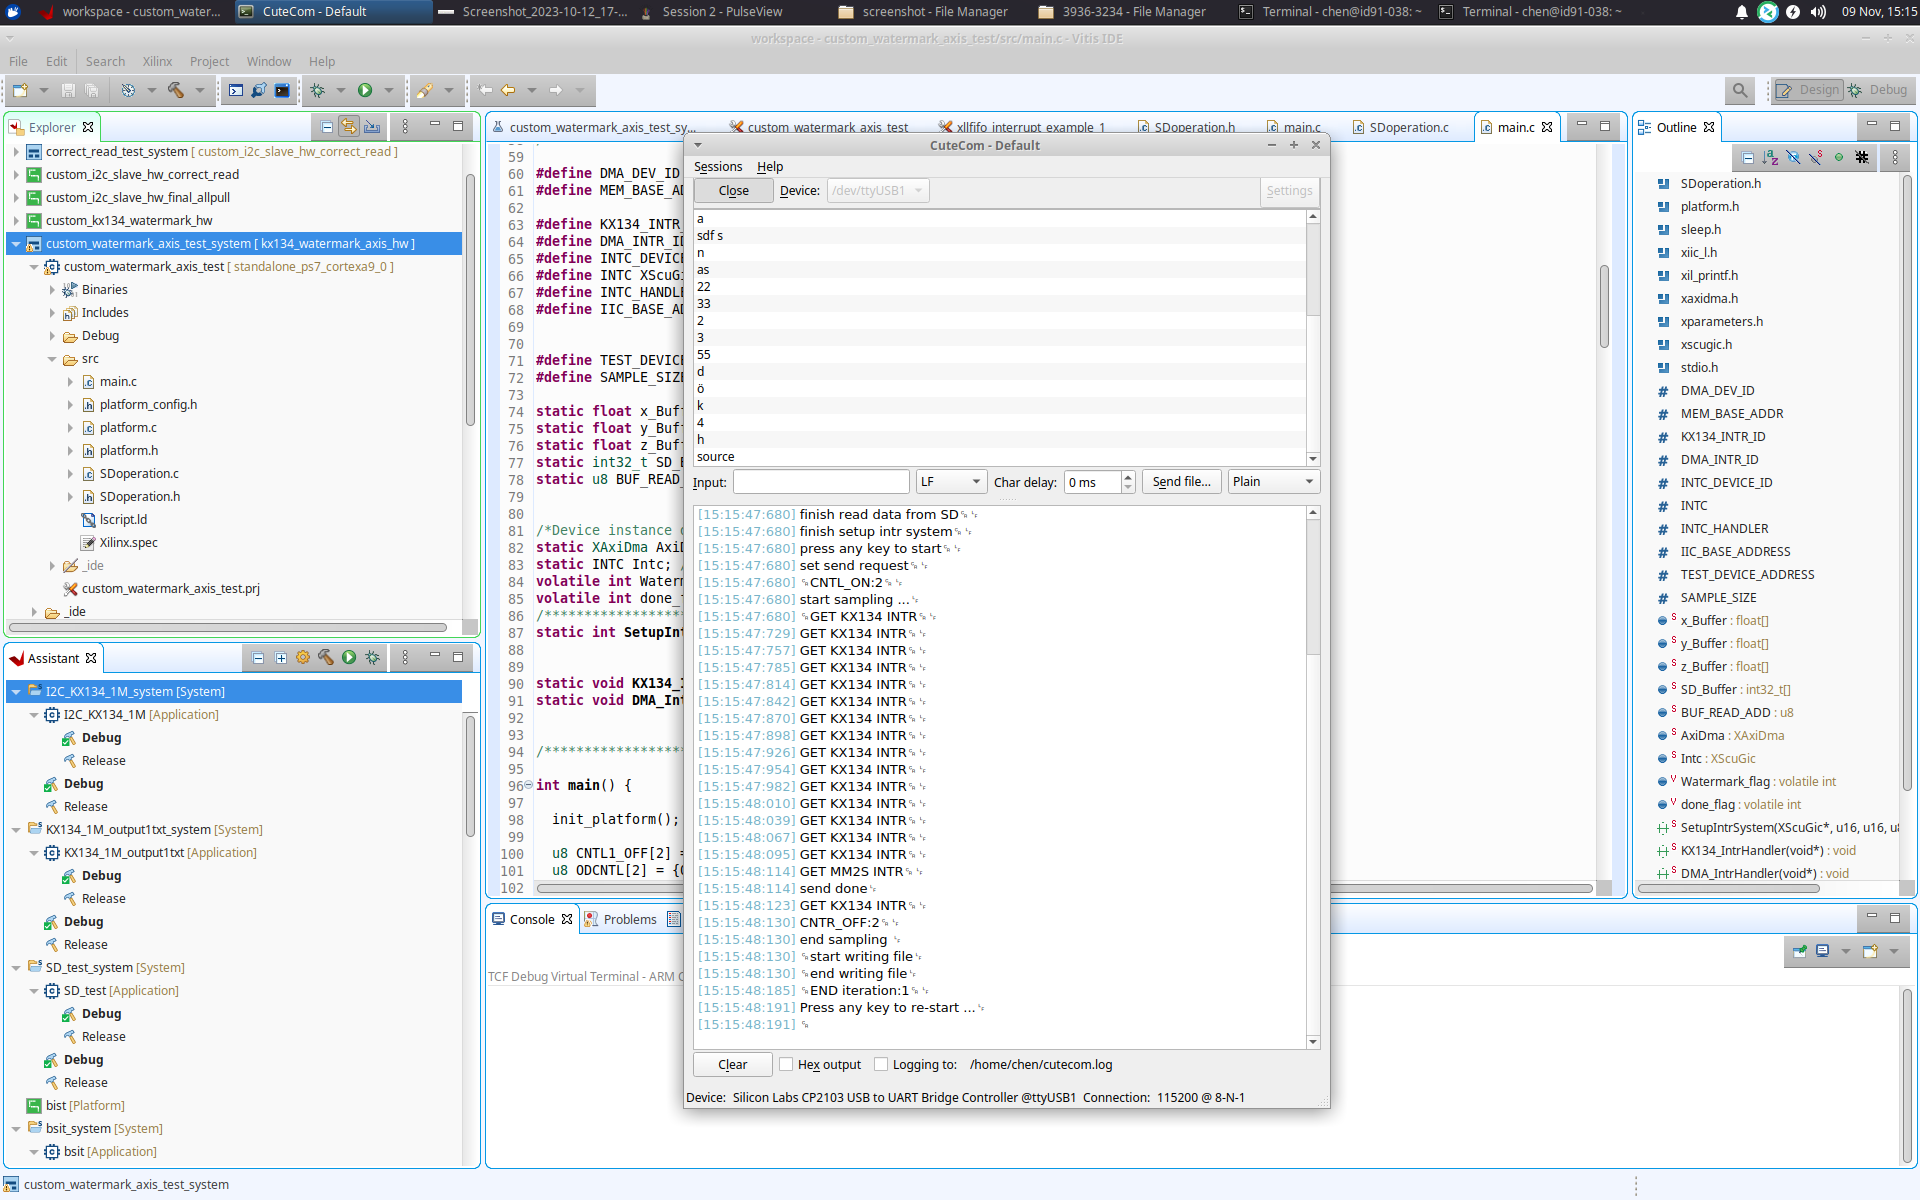 workspace - custom_water...
CuteCom - Default
Screenshot_2023-10-12_17-...
Session 2 - PulseView
screenshot - File Manager
3936-3234 - File Manager
Terminal - chen@id91-038: ~
Terminal - chen@id91-038: ~
09 Nov, 15:15
workspace - custom_watermark_axis_test/src/main.c - Vitis IDE
File Edit Search Xilinx Project Window Help
Design Debug
Explorer
correct_read_test_system [ custom_i2c_slave_hw_correct_read ]
custom_i2c_slave_hw_correct_read
custom_i2c_slave_hw_final_allpull
custom_kx134_watermark_hw
custom_watermark_axis_test_system [ kx134_watermark_axis_hw ]
custom_watermark_axis_test [ standalone_ps7_cortexa9_0 ]
Binaries
Includes
Debug
src
main.c
platform_config.h
platform.c
platform.h
SDoperation.c
SDoperation.h
lscript.ld
Xilinx.spec
_ide
custom_watermark_axis_test.prj
_ide
Assistant
I2C_KX134_1M_system [System]
I2C_KX134_1M [Application]
Debug
Release
Debug
Release
KX134_1M_output1txt_system [System]
KX134_1M_output1txt [Application]
Debug
Release
Debug
Release
SD_test_system [System]
SD_test [Application]
Debug
Release
Debug
Release
bist [Platform]
bsit_system [System]
bsit [Application]
custom_watermark_axis_test_system
custom_watermark_axis_test_sy...
custom_watermark_axis_test
xllfifo_interrupt_example_1
SDoperation.h
main.c
SDoperation.c
main.c
59
60 #define DMA_DEV_ID
61 #define MEM_BASE_AD
62
63 #define KX134_INTR_
64 #define DMA_INTR_ID
65 #define INTC_DEVICE
66 #define INTC XScuGi
67 #define INTC_HANDLE
68 #define IIC_BASE_AD
69
70
71 #define TEST_DEVICE
72 #define SAMPLE_SIZE
73
74 static float x_Buff
75 static float y_Buff
76 static float z_Buff
77 static int32_t SD_B
78 static u8 BUF_READ_
79
80
81 /*Device instance d
82 static XAxiDma AxiD
83 static INTC Intc; /
84 volatile int Waterm
85 volatile int done_f
86 /******************
87 static int SetupInt
88
89
90 static void KX134_I
91 static void DMA_Int
92
93
94 /******************
95
96 int main() {
97
98 init_platform();
99
100 u8 CNTL1_OFF[2] =
101 u8 ODCNTL[2] = {
102
Console
Problems
TCF Debug Virtual Terminal - ARM C
CuteCom - Default
Sessions Help
Close Device: /dev/ttyUSB1 Settings
a
sdf s
n
as
22
33
2
3
55
d
ö
k
4
h
source
Input: LF Char delay: 0 ms Send file... Plain
[15:15:47:680] finish read data from SD
[15:15:47:680] finish setup intr system
[15:15:47:680] press any key to start
[15:15:47:680] set send request
[15:15:47:680] CNTL_ON:2
[15:15:47:680] start sampling ...
[15:15:47:680] GET KX134 INTR
[15:15:47:729] GET KX134 INTR
[15:15:47:757] GET KX134 INTR
[15:15:47:785] GET KX134 INTR
[15:15:47:814] GET KX134 INTR
[15:15:47:842] GET KX134 INTR
[15:15:47:870] GET KX134 INTR
[15:15:47:898] GET KX134 INTR
[15:15:47:926] GET KX134 INTR
[15:15:47:954] GET KX134 INTR
[15:15:47:982] GET KX134 INTR
[15:15:48:010] GET KX134 INTR
[15:15:48:039] GET KX134 INTR
[15:15:48:067] GET KX134 INTR
[15:15:48:095] GET KX134 INTR
[15:15:48:114] GET MM2S INTR
[15:15:48:114] send done
[15:15:48:123] GET KX134 INTR
[15:15:48:130] CNTR_OFF:2
[15:15:48:130] end sampling
[15:15:48:130] start writing file
[15:15:48:130] end writing file
[15:15:48:185] END iteration:1
[15:15:48:191] Press any key to re-start ...
[15:15:48:191]
Clear Hex output Logging to: /home/chen/cutecom.log
Device: Silicon Labs CP2103 USB to UART Bridge Controller @ttyUSB1 Connection: 115200 @ 8-N-1
Outline
SDoperation.h
platform.h
sleep.h
xiic_l.h
xil_printf.h
xaxidma.h
xparameters.h
xscugic.h
stdio.h
DMA_DEV_ID
MEM_BASE_ADDR
KX134_INTR_ID
DMA_INTR_ID
INTC_DEVICE_ID
INTC
INTC_HANDLER
IIC_BASE_ADDRESS
TEST_DEVICE_ADDRESS
SAMPLE_SIZE
x_Buffer : float[]
y_Buffer : float[]
z_Buffer : float[]
SD_Buffer : int32_t[]
BUF_READ_ADD : u8
AxiDma : XAxiDma
Intc : XScuGic
Watermark_flag : volatile int
done_flag : volatile int
SetupIntrSystem(XScuGic*, u16, u16, u
KX134_IntrHandler(void*) : void
DMA_IntrHandler(void*) : void